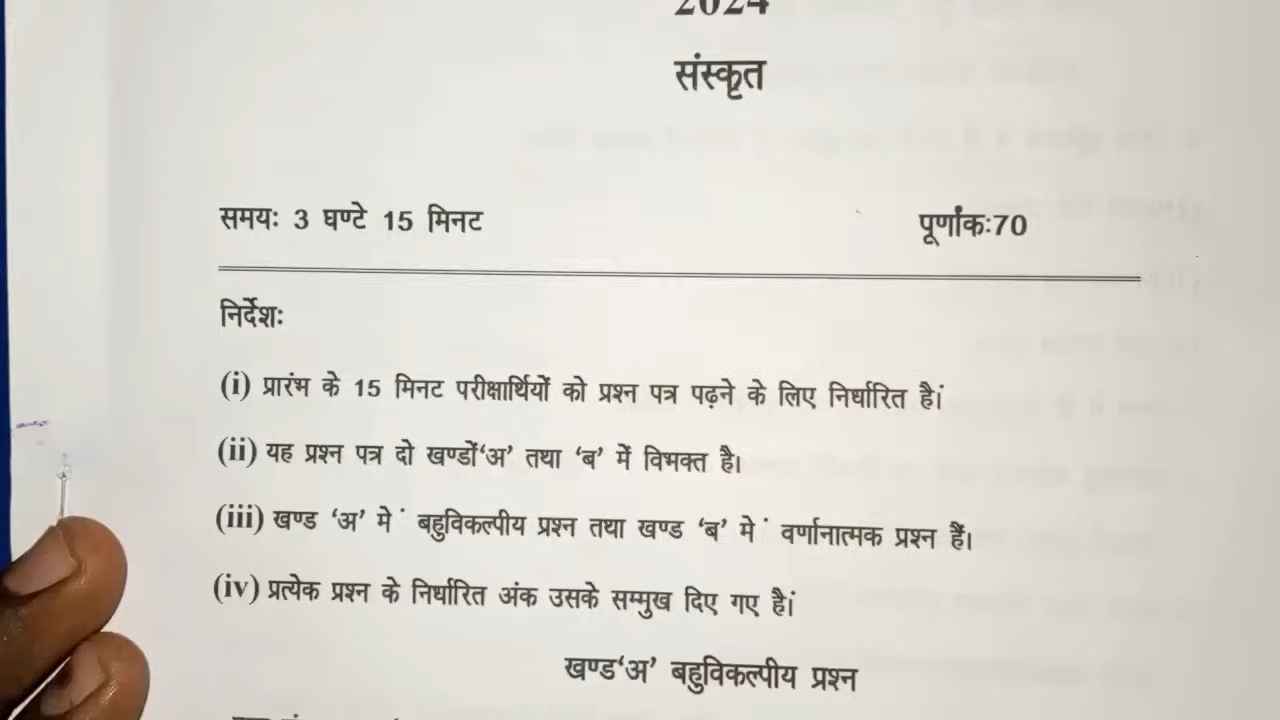 2024
संस्कृत
समयः 3 घण्टे 15 मिनट पूर्णांकः70
निर्देशः
(i) प्रारंभ के 15 मिनट परीक्षार्थियों को प्रश्न पत्र पढ़ने के लिए निर्धारित है।ं
(ii) यह प्रश्न पत्र दो खण्डों‘अ’ तथा ‘ब’ में विभक्त है।
(iii) खण्ड ‘अ’ मे ं बहुविकल्पीय प्रश्न तथा खण्ड ‘ब’ मे ं वर्णानात्मक प्रश्न हैं।
(iv) प्रत्येक प्रश्न के निर्धारित अंक उसके सम्मुख दिए गए है।ं
खण्ड‘अ’ बहुविकल्पीय प्रश्न